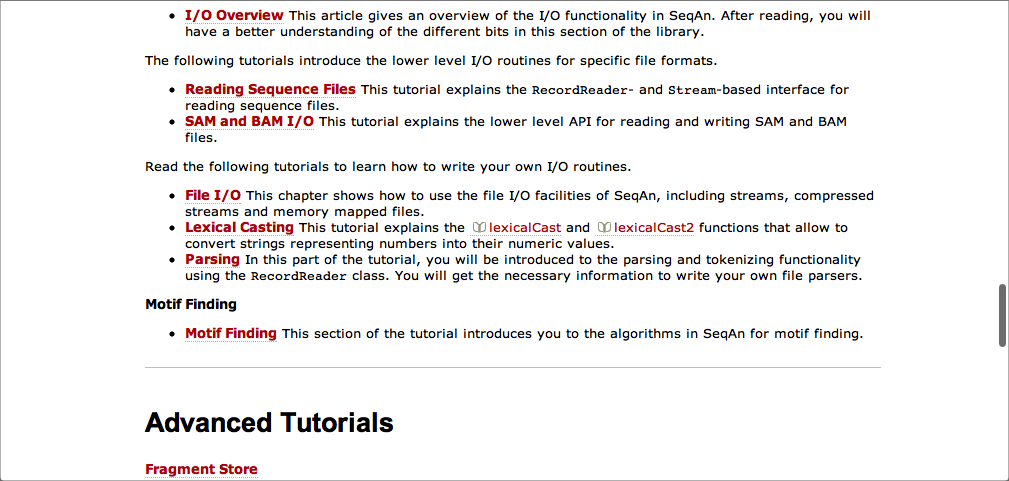 • I/O Overview This article gives an overview of the I/O functionality in SeqAn. After reading, you will
have a better understanding of the different bits in this section of the library.
The following tutorials introduce the lower level I/O routines for specific file formats.
• Reading Sequence Files This tutorial explains the RecordReader- and Stream-based interface for
reading sequence files.
• SAM and BAM I/O This tutorial explains the lower level API for reading and writing SAM and BAM
files.
Read the following tutorials to learn how to write your own I/O routines.
• File I/O This chapter shows how to use the file I/O facilities of SeqAn, including streams, compressed
streams and memory mapped files.
• Lexical Casting This tutorial explains the lexicalCast and lexicalCast2 functions that allow to
convert strings representing numbers into their numeric values.
• Parsing In this part of the tutorial, you will be introduced to the parsing and tokenizing functionality
using the RecordReader class. You will get the necessary information to write your own file parsers.
Motif Finding
• Motif Finding This section of the tutorial introduces you to the algorithms in SeqAn for motif finding.
Advanced Tutorials
Fragment Store